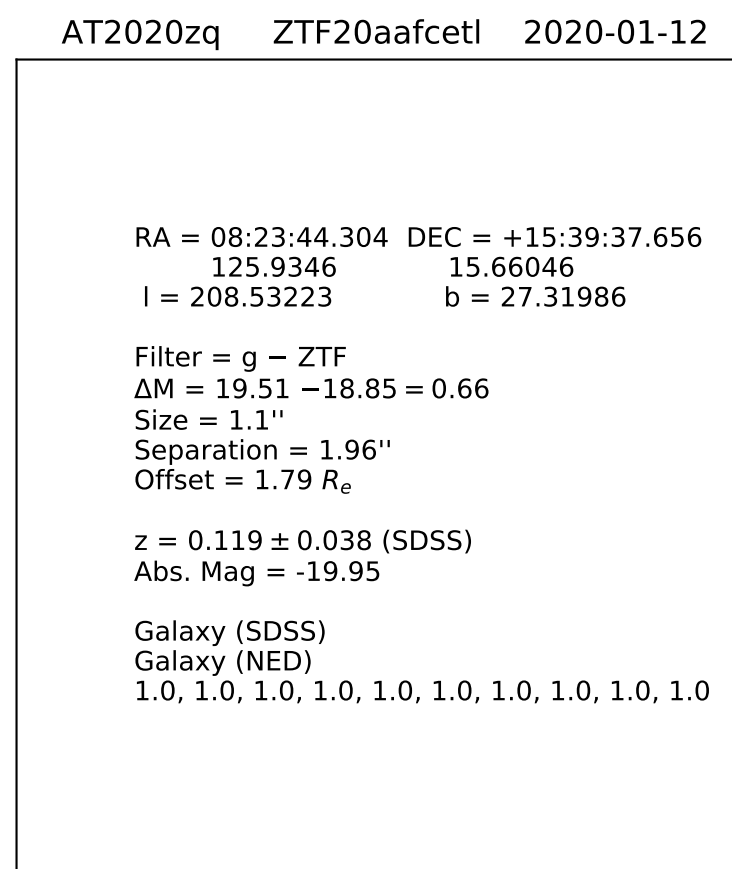 AT2020zq ZTF20aafcetl 2020-01-12
RA = 08:23:44.304 DEC = +15:39:37.656
125.9346 15.66046
l = 208.53223 b = 27.31986
Filter = g − ZTF
ΔM = 19.51 −18.85 = 0.66
Size = 1.1''
Separation = 1.96''
Offset = 1.79 Rₑ
z = 0.119 ± 0.038 (SDSS)
Abs. Mag = -19.95
Galaxy (SDSS)
Galaxy (NED)
1.0, 1.0, 1.0, 1.0, 1.0, 1.0, 1.0, 1.0, 1.0, 1.0